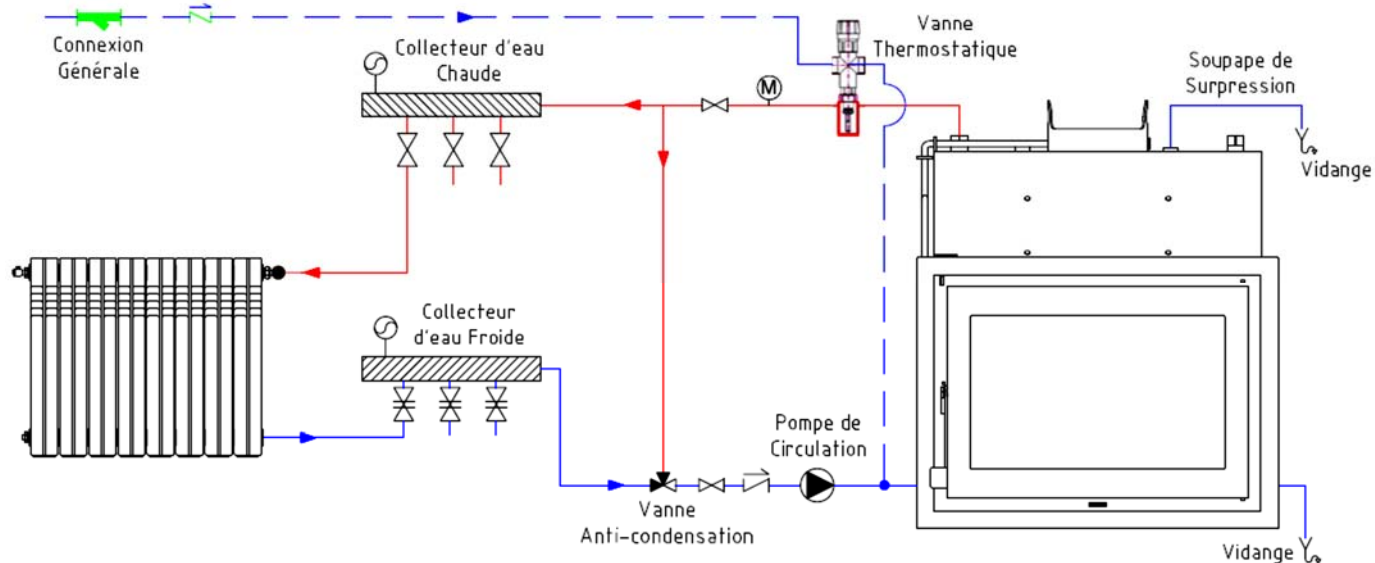 Connexion
Générale
Collecteur d'eau
Chaude
Vanne
Thermostatique
Soupape de
Surpression
M
Vidange
Collecteur
d'eau Froide
Pompe de
Circulation
Vanne
Anti-condensation
Vidange